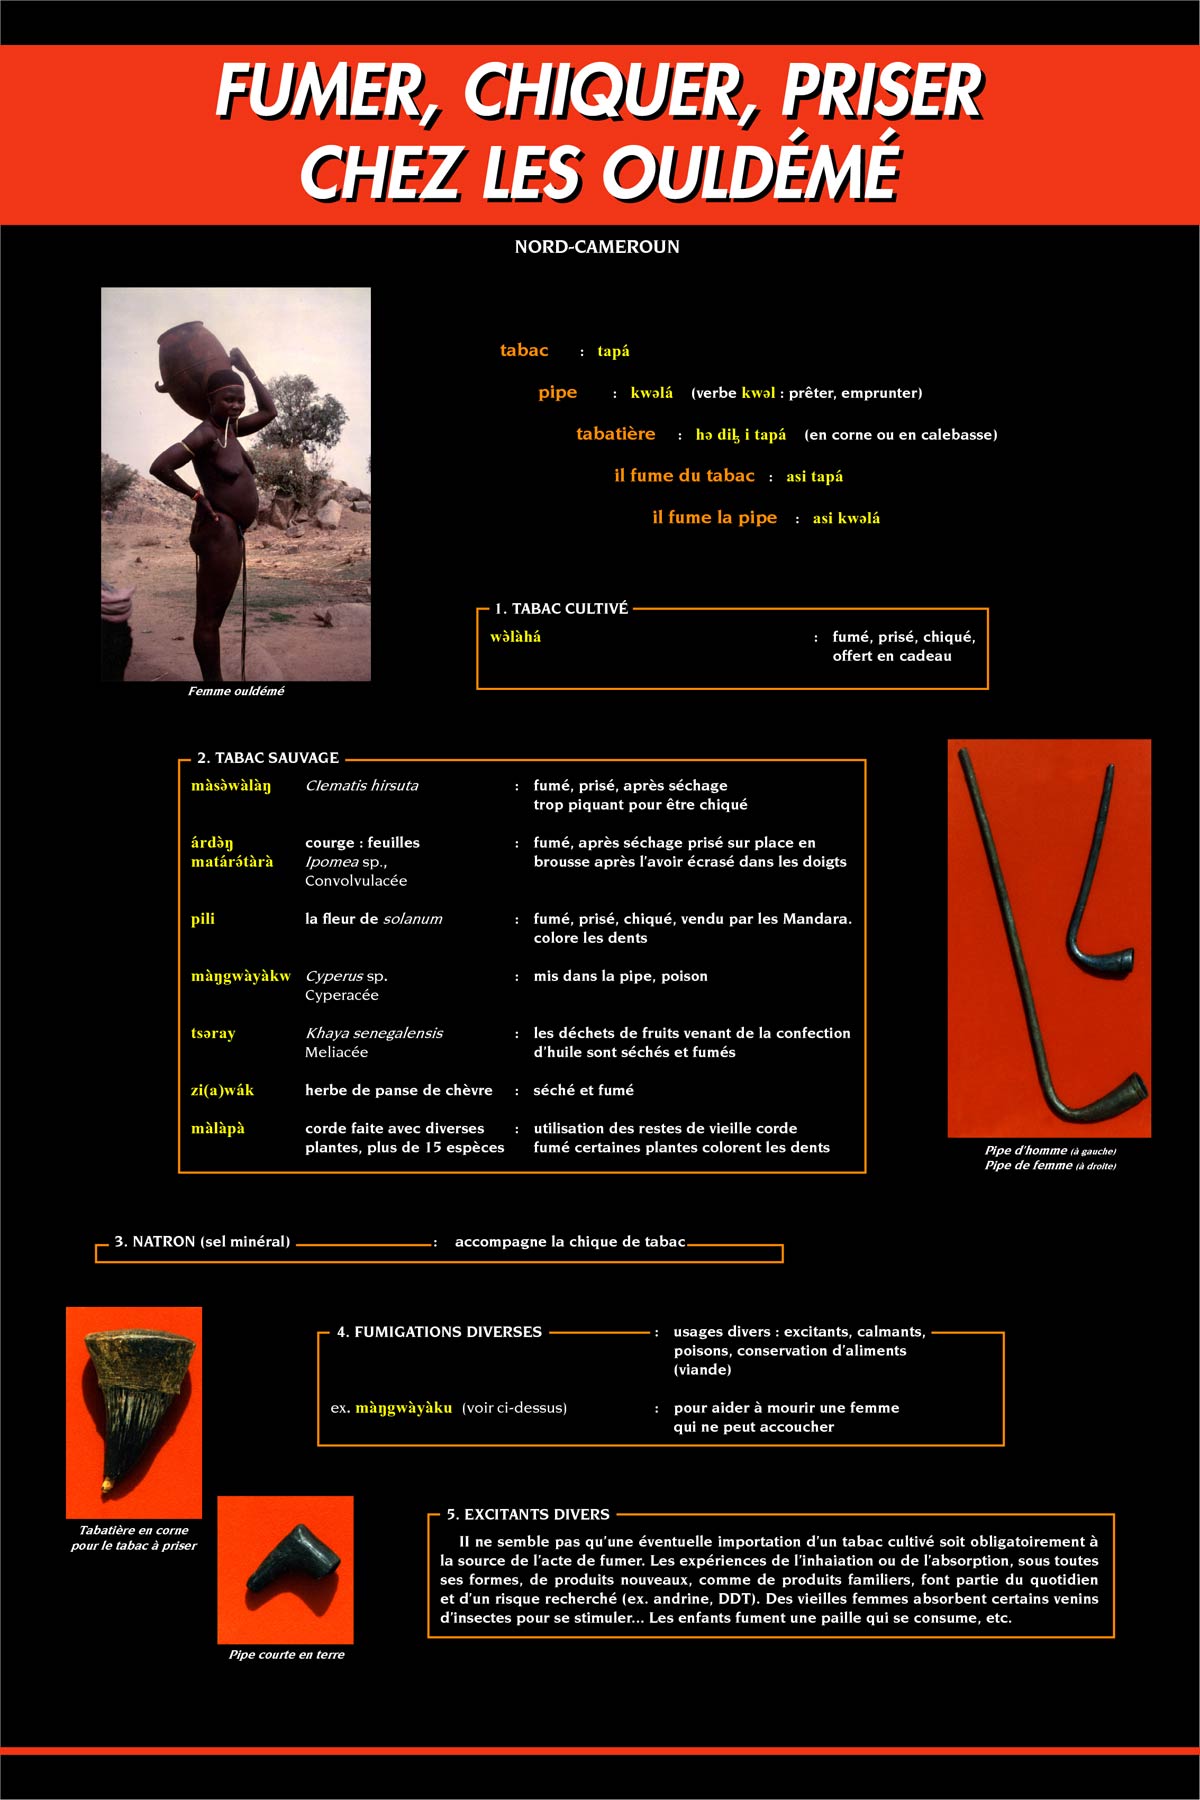 FUMER, CHIQUER, PRISER
CHEZ LES OULDÉMÉ
NORD-CAMEROUN
tabac : tapá
pipe : kwəlá (verbe kwəl : prêter, emprunter)
tabatière : hə diɮ i tapá (en corne ou en calebasse)
il fume du tabac : asi tapá
il fume la pipe : asi kwəlá
Femme ouldémé
1. TABAC CULTIVÉ
wə̀làhá : fumé, prisé, chiqué,
offert en cadeau
2. TABAC SAUVAGE
màsə̀wàlàŋ Clematis hirsuta : fumé, prisé, après séchage
trop piquant pour être chiqué
árdə̀ŋ courge : feuilles : fumé, après séchage prisé sur place en
matárə́tàrà Ipomea sp., brousse après l'avoir écrasé dans les doigts
Convolvulacée
pili la fleur de solanum : fumé, prisé, chiqué, vendu par les Mandara.
colore les dents
màŋgwàyàkw Cyperus sp. : mis dans la pipe, poison
Cyperacée
tsəray Khaya senegalensis : les déchets de fruits venant de la confection
Meliacée d'huile sont séchés et fumés
zi(a)wák herbe de panse de chèvre : séché et fumé
màlàpà corde faite avec diverses : utilisation des restes de vieille corde
plantes, plus de 15 espèces fumé certaines plantes colorent les dents
Pipe d'homme (à gauche)
Pipe de femme (à droite)
3. NATRON (sel minéral) : accompagne la chique de tabac
4. FUMIGATIONS DIVERSES : usages divers : excitants, calmants,
poisons, conservation d'aliments
(viande)
ex. màŋgwàyàku (voir ci-dessus) : pour aider à mourir une femme
qui ne peut accoucher
Tabatière en corne
pour le tabac à priser
5. EXCITANTS DIVERS
Il ne semble pas qu'une éventuelle importation d'un tabac cultivé soit obligatoirement à
la source de l'acte de fumer. Les expériences de l'inhaiation ou de l'absorption, sous toutes
ses formes, de produits nouveaux, comme de produits familiers, font partie du quotidien
et d'un risque recherché (ex. andrine, DDT). Des vieilles femmes absorbent certains venins
d'insectes pour se stimuler... Les enfants fument une paille qui se consume, etc.
Pipe courte en terre